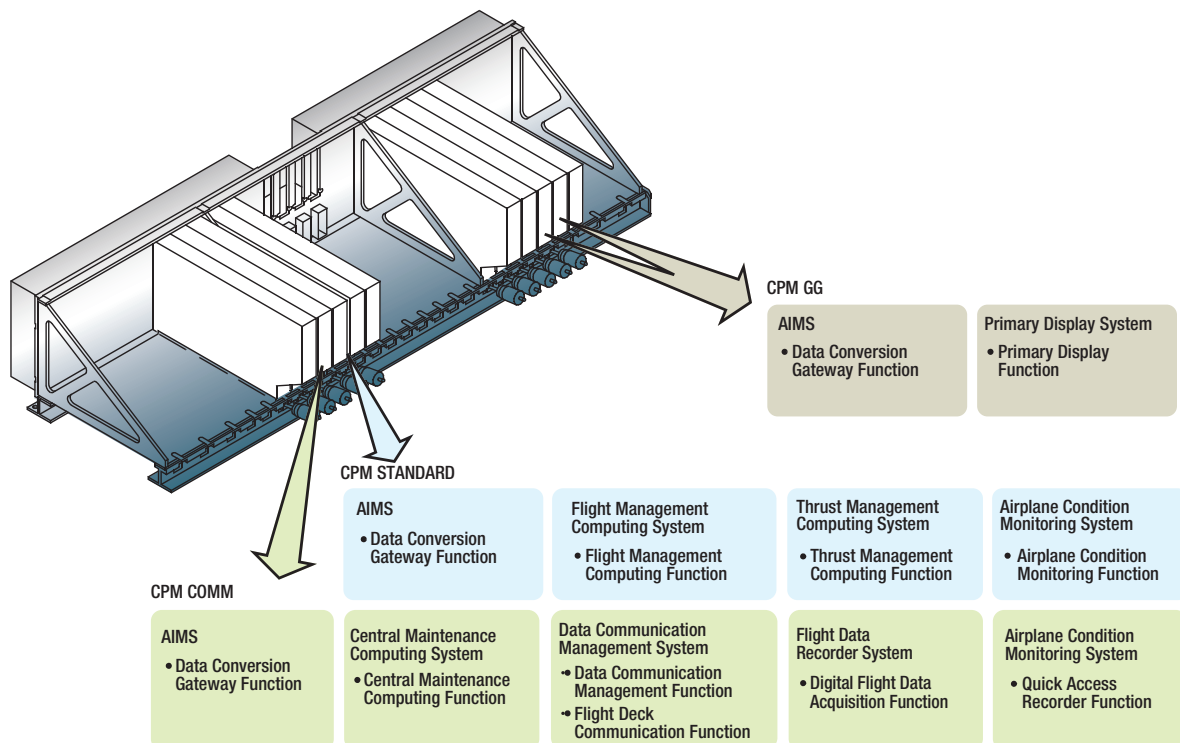 CPM GG
AIMS
• Data Conversion
Gateway Function
Primary Display System
• Primary Display
Function
CPM STANDARD
AIMS
• Data Conversion
Gateway Function
Flight Management
Computing System
• Flight Management
Computing Function
Thrust Management
Computing System
• Thrust Management
Computing Function
Airplane Condition
Monitoring System
• Airplane Condition
Monitoring Function
CPM COMM
AIMS
• Data Conversion
Gateway Function
Central Maintenance
Computing System
• Central Maintenance
Computing Function
Data Communication
Management System
• Data Communication
Management Function
• Flight Deck
Communication Function
Flight Data
Recorder System
• Digital Flight Data
Acquisition Function
Airplane Condition
Monitoring System
• Quick Access
Recorder Function